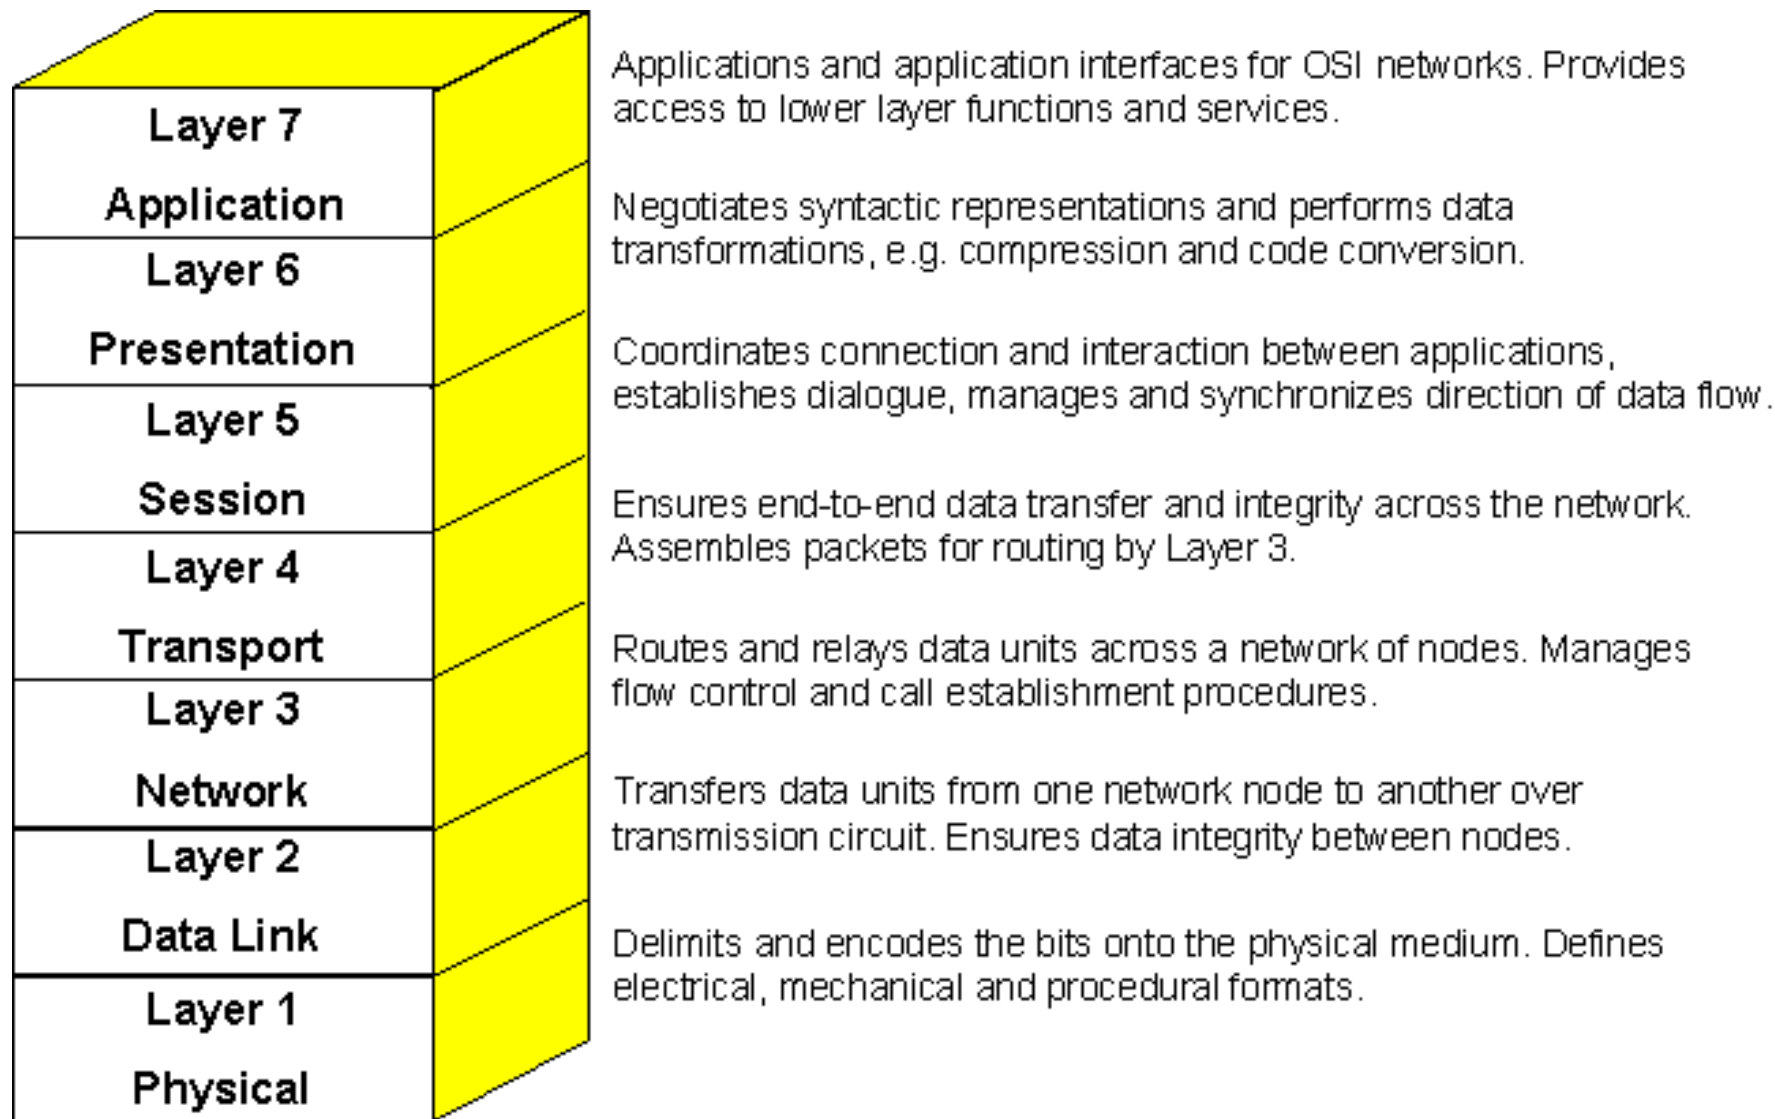 Layer 7
Application
Applications and application interfaces for OSI networks. Provides
access to lower layer functions and services.
Layer 6
Presentation
Negotiates syntactic representations and performs data
transformations, e.g. compression and code conversion.
Layer 5
Session
Coordinates connection and interaction between applications,
establishes dialogue, manages and synchronizes direction of data flow.
Layer 4
Transport
Ensures end-to-end data transfer and integrity across the network.
Assembles packets for routing by Layer 3.
Layer 3
Network
Routes and relays data units across a network of nodes. Manages
flow control and call establishment procedures.
Layer 2
Data Link
Transfers data units from one network node to another over
transmission circuit. Ensures data integrity between nodes.
Layer 1
Physical
Delimits and encodes the bits onto the physical medium. Defines
electrical, mechanical and procedural formats.